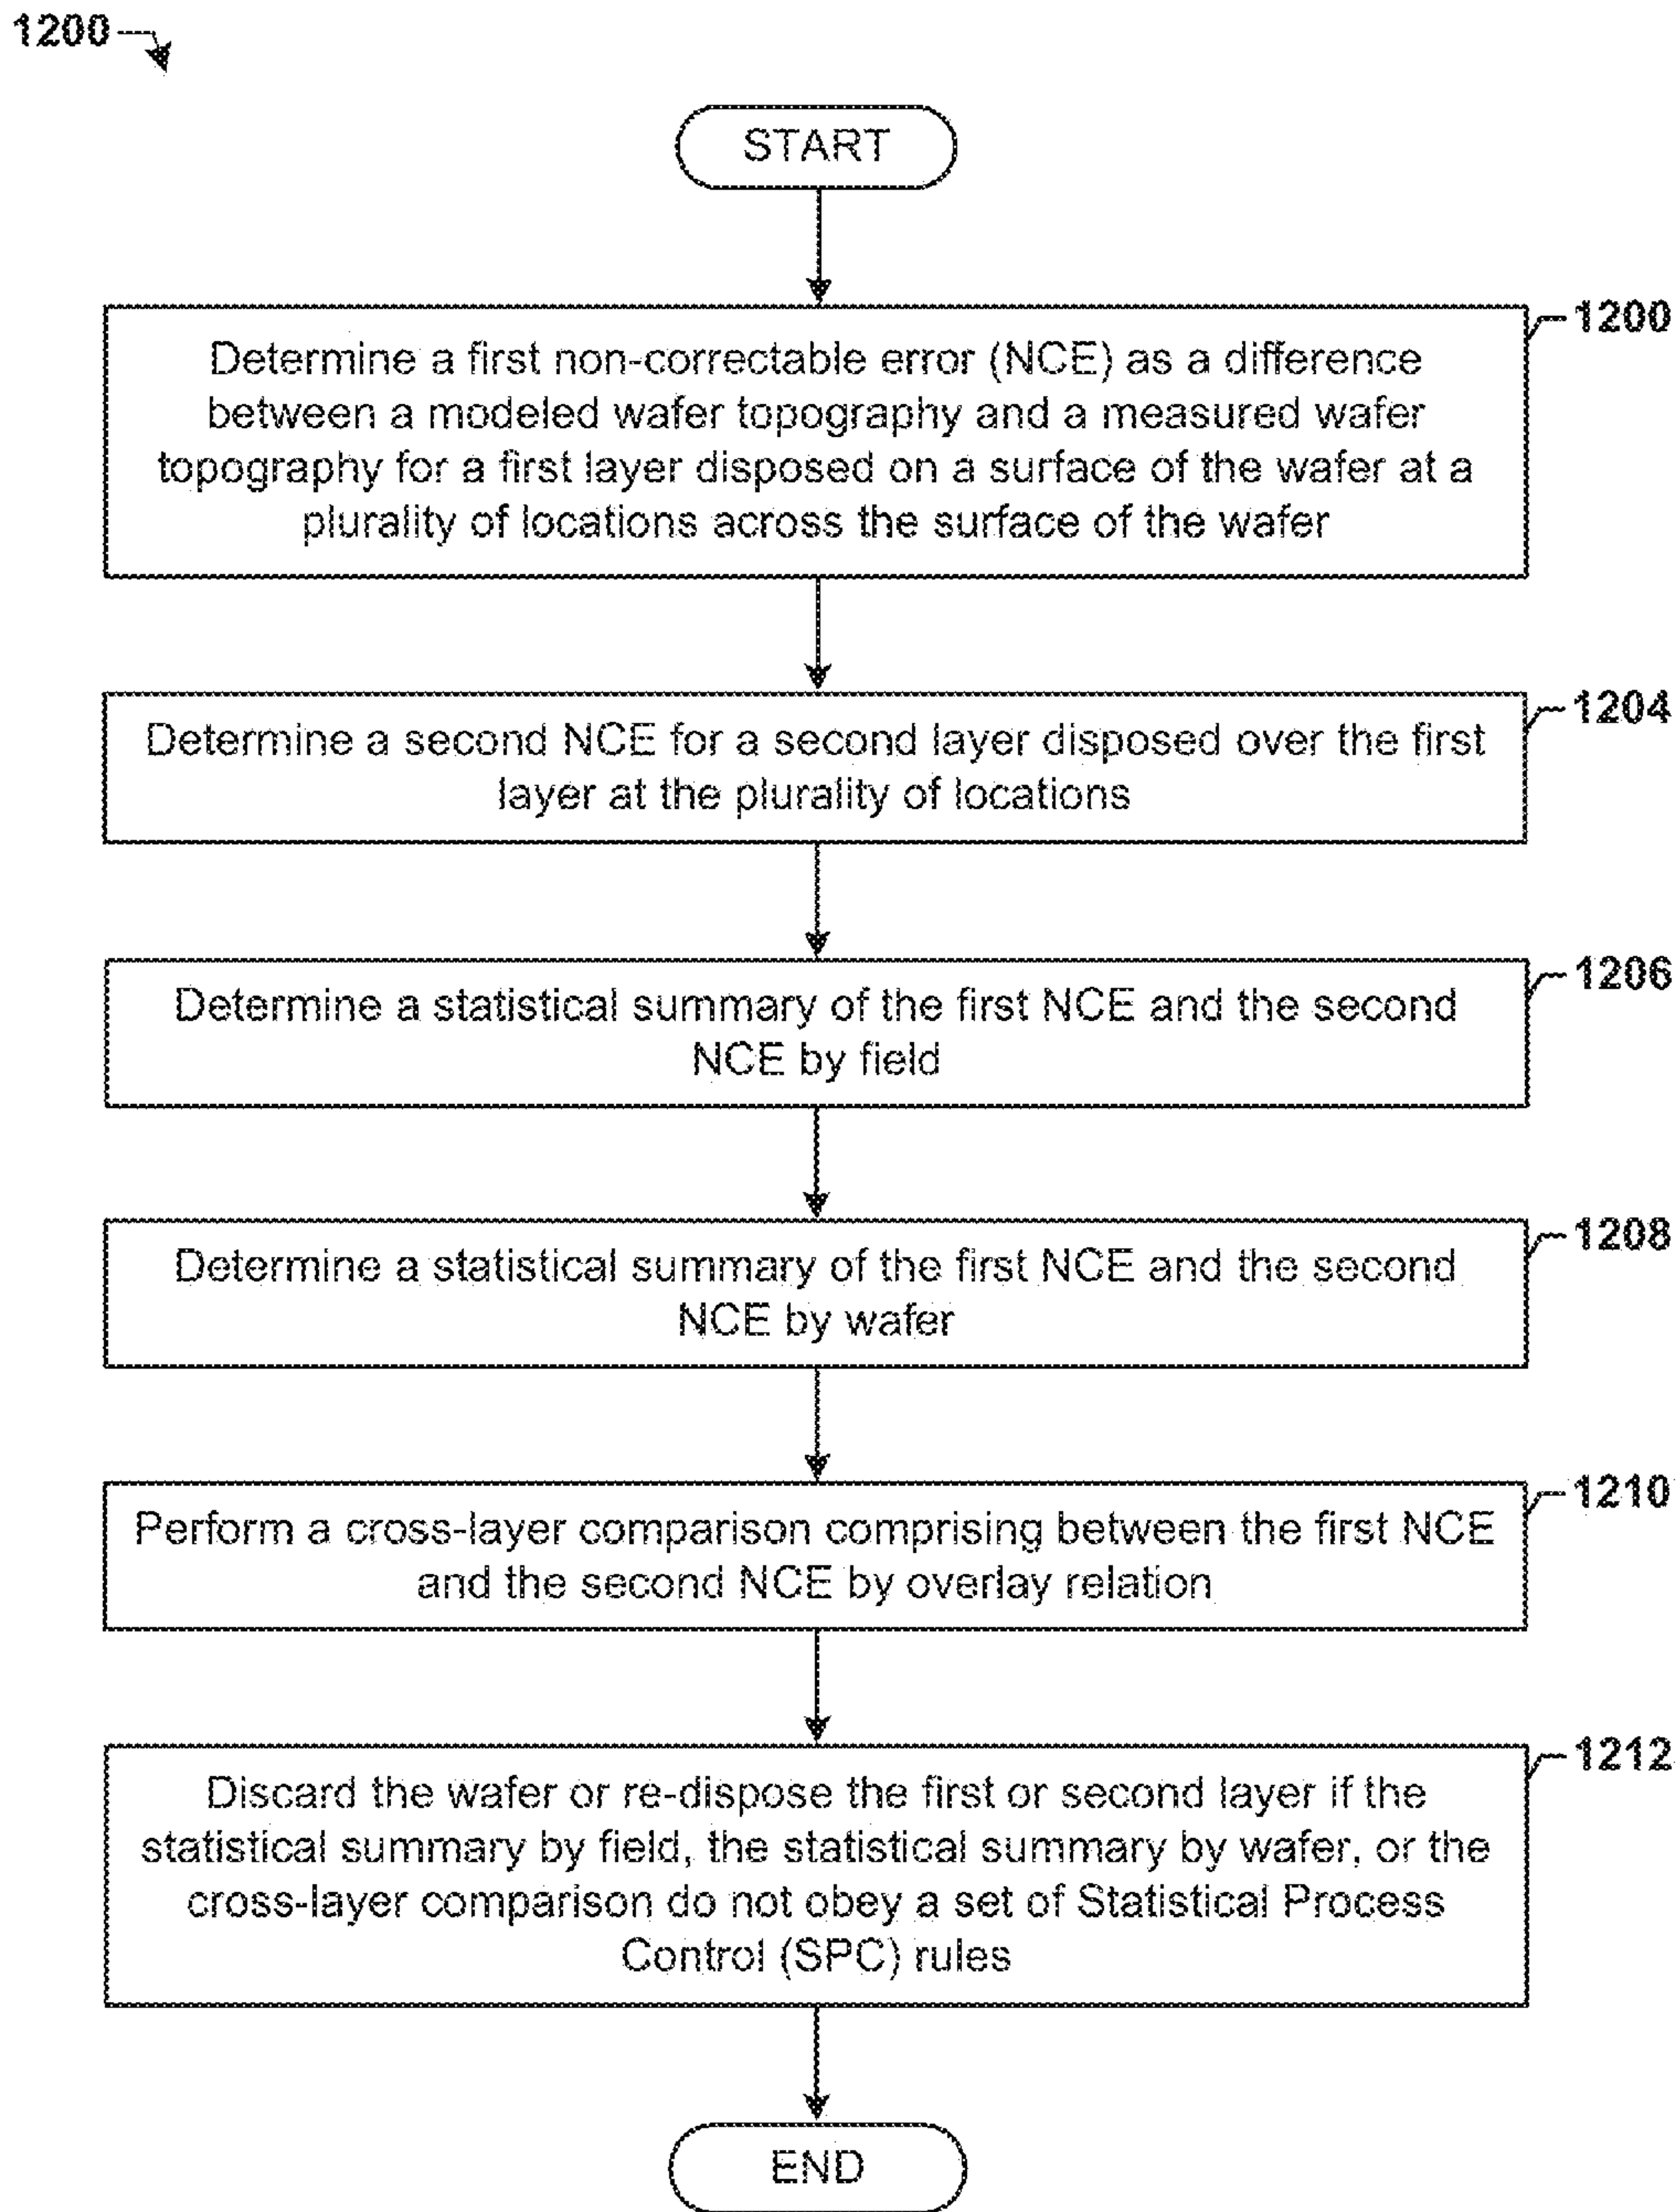 1200
START
1200
Determine a first non-correctable error (NCE) as a difference
between a modeled wafer topography and a measured wafer
topography for a first layer disposed on a surface of the wafer at a
plurality of locations across the surface of the wafer
1204
Determine a second NCE for a second layer disposed over the first
layer at the plurality of locations
1206
Determine a statistical summary of the first NCE and the second
NCE by field
1208
Determine a statistical summary of the first NCE and the second
NCE by wafer
1210
Perform a cross-layer comparison comprising between the first NCE
and the second NCE by overlay relation
1212
Discard the wafer or re-dispose the first or second layer if the
statistical summary by field, the statistical summary by wafer, or the
cross-layer comparison do not obey a set of Statistical Process
Control (SPC) rules
END